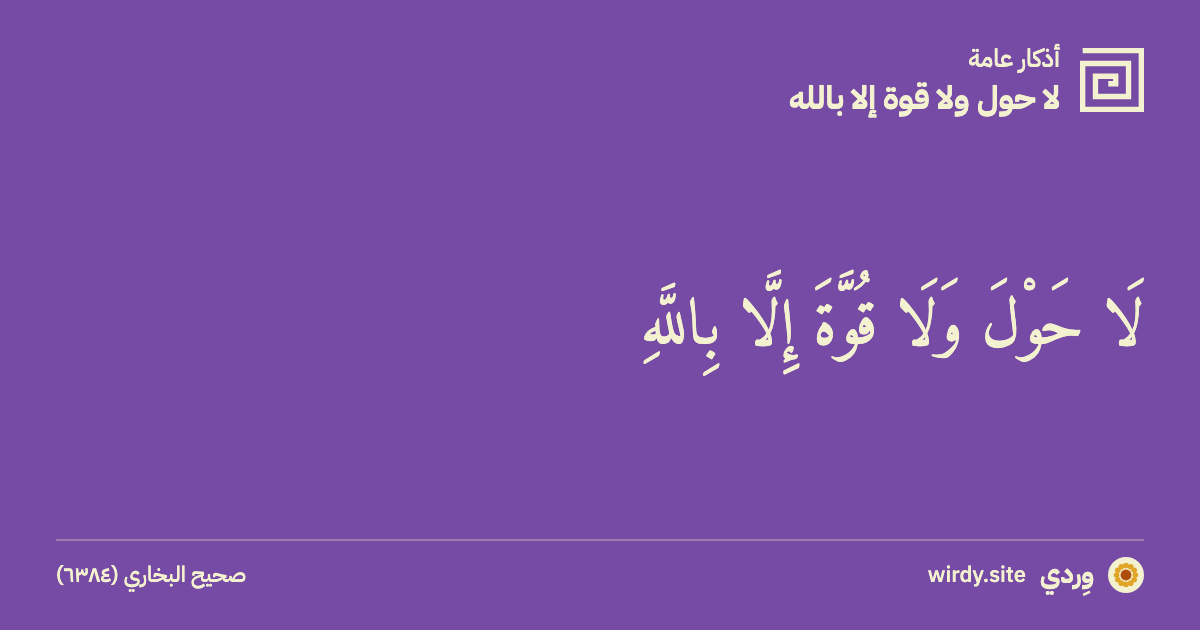 أذكار عامة
لا حول ولا قوة إلا بالله
لَا حَوْلَ وَلَا قُوَّةَ إِلَّا بِاللَّهِ
وِردي wirdy.site
صحيح البخاري (٦٣٨٤)